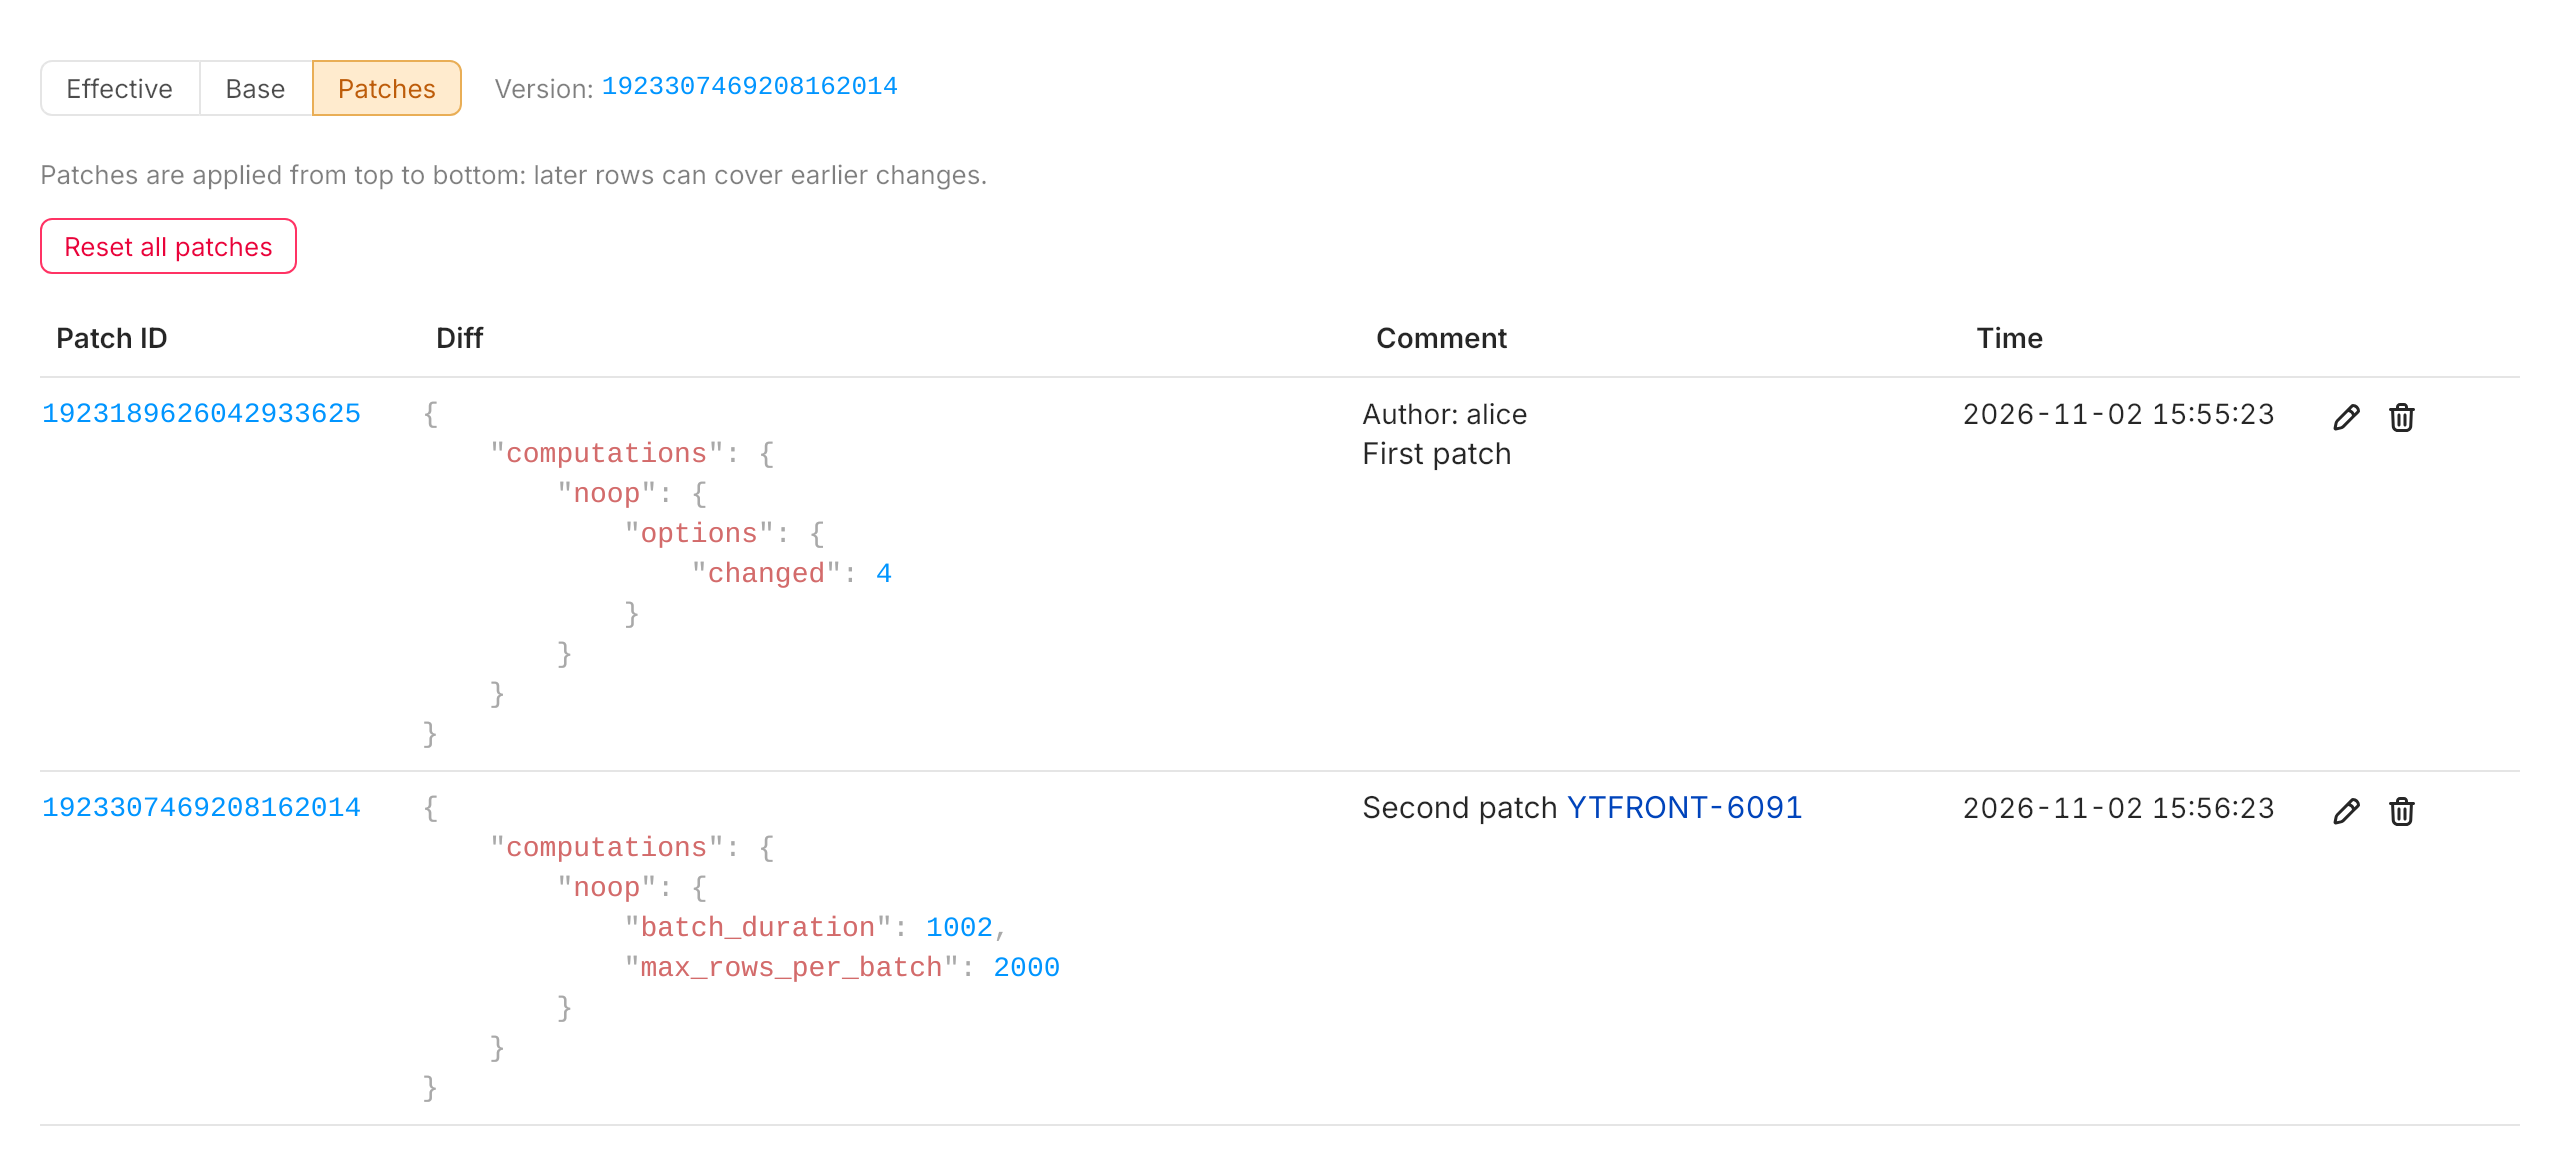 Effective Base Patches Version: 1923307469208162014
Patches are applied from top to bottom: later rows can cover earlier changes.
Reset all patches
Patch ID Diff Comment Time
1923189626042933625 { Author: alice 2026-11-02 15:55:23
"computations": { First patch
"noop": {
"options": {
"changed": 4
}
}
}
}
1923307469208162014 { Second patch YTFRONT-6091 2026-11-02 15:56:23
"computations": {
"noop": {
"batch_duration": 1002,
"max_rows_per_batch": 2000
}
}
}